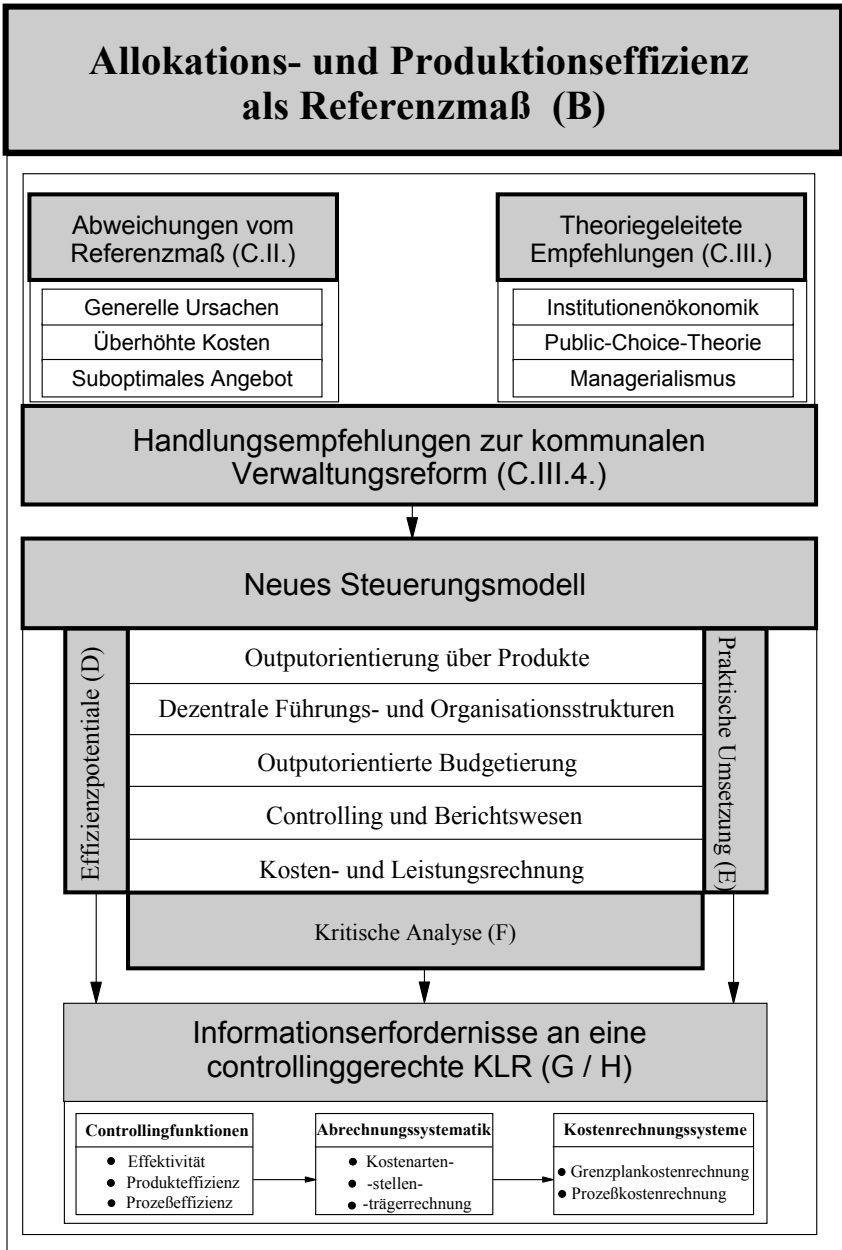 Allokations- und Produktionseffizienz
als Referenzmaß (B)
Abweichungen vom
Referenzmaß (C.II.)
Generelle Ursachen
Überhöhte Kosten
Suboptimales Angebot
Theoriegeleitete
Empfehlungen (C.III.)
Institutionenökonomik
Public-Choice-Theorie
Managerialismus
Handlungsempfehlungen zur kommunalen
Verwaltungsreform (C.III.4.)
Neues Steuerungsmodell
Effizienzpotentiale (D)
Outputorientierung über Produkte
Dezentrale Führungs- und Organisationsstrukturen
Outputorientierte Budgetierung
Controlling und Berichtswesen
Kosten- und Leistungsrechnung
Praktische Umsetzung (E)
Kritische Analyse (F)
Informationserfordernisse an eine
controllinggerechte KLR (G / H)
Controllingfunktionen
● Effektivität
● Produkteffizienz
● Prozeßeffizienz
Abrechnungssystematik
● Kostenarten-
● -stellen-
● -trägerrechnung
Kostenrechnungssysteme
● Grenzplankostenrechnung
● Prozeßkostenrechnung